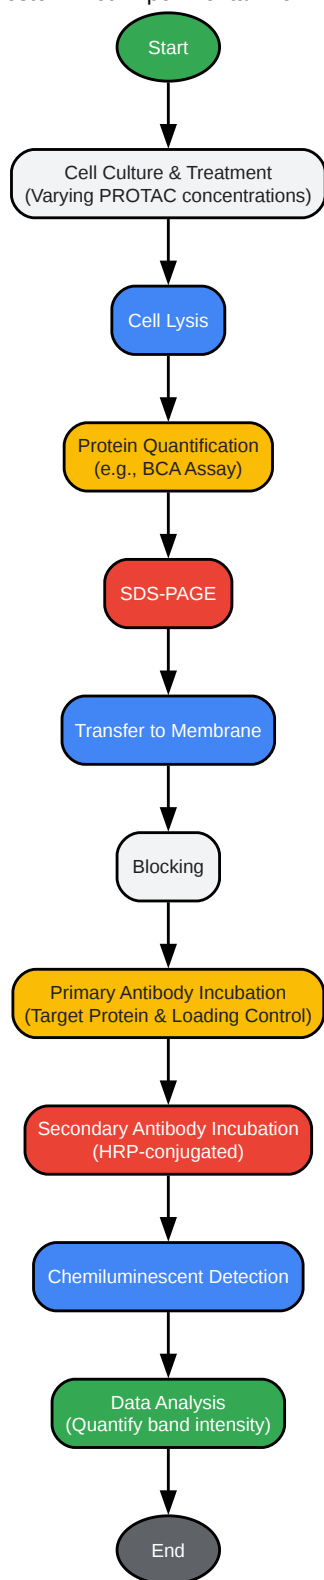 Start
Cell Culture & Treatment
(Varying PROTAC concentrations)
Cell Lysis
Protein Quantification
(e.g., BCA Assay)
SDS-PAGE
Transfer to Membrane
Blocking
Primary Antibody Incubation
(Target Protein & Loading Control)
Secondary Antibody Incubation
(HRP-conjugated)
Chemiluminescent Detection
Data Analysis
(Quantify band intensity)
End